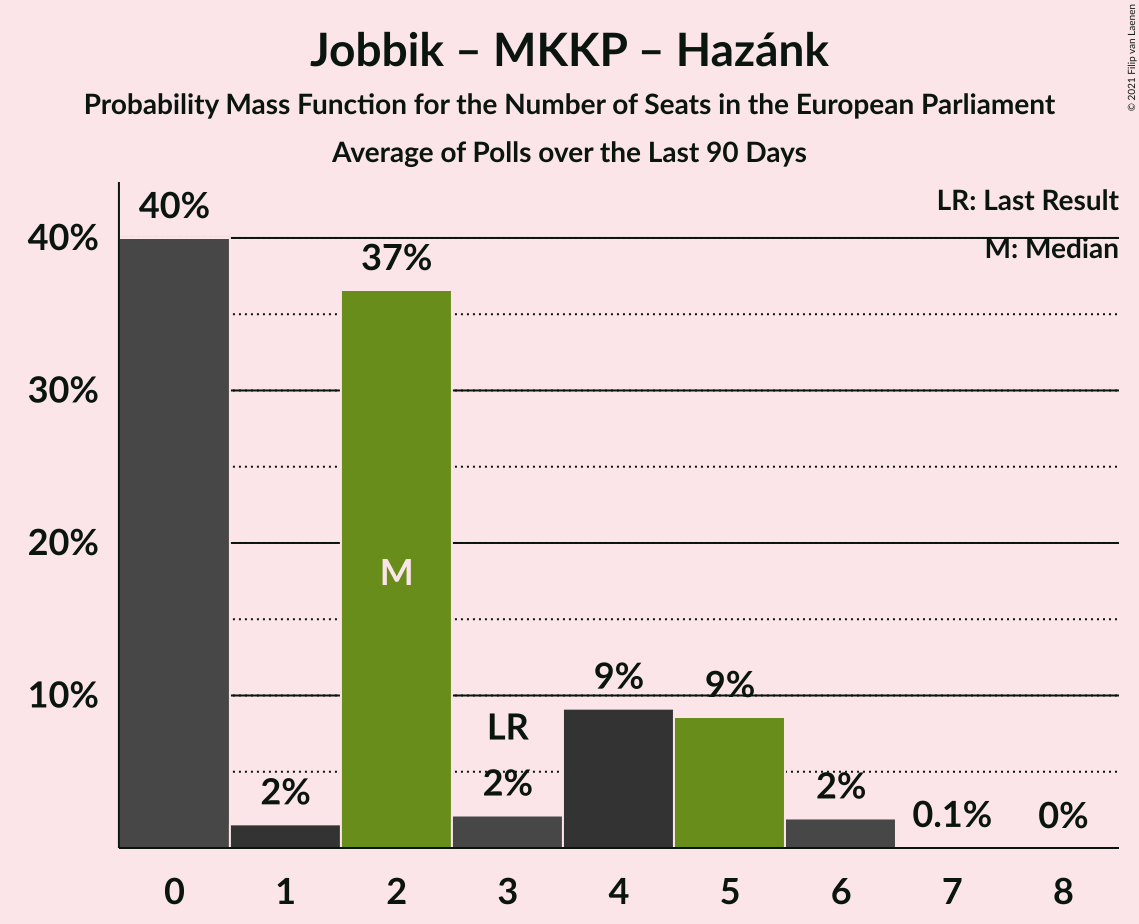 Jobbik – MKKP – Hazánk
Probability Mass Function for the Number of Seats in the European Parliament
Average of Polls over the Last 90 Days
© 2021 Filip van Laenen
LR: Last Result
M: Median
40%
30%
20%
10%
40%
2%
37%
M
LR
2%
9%
9%
2%
0.1%
0%
0 1 2 3 4 5 6 7 8